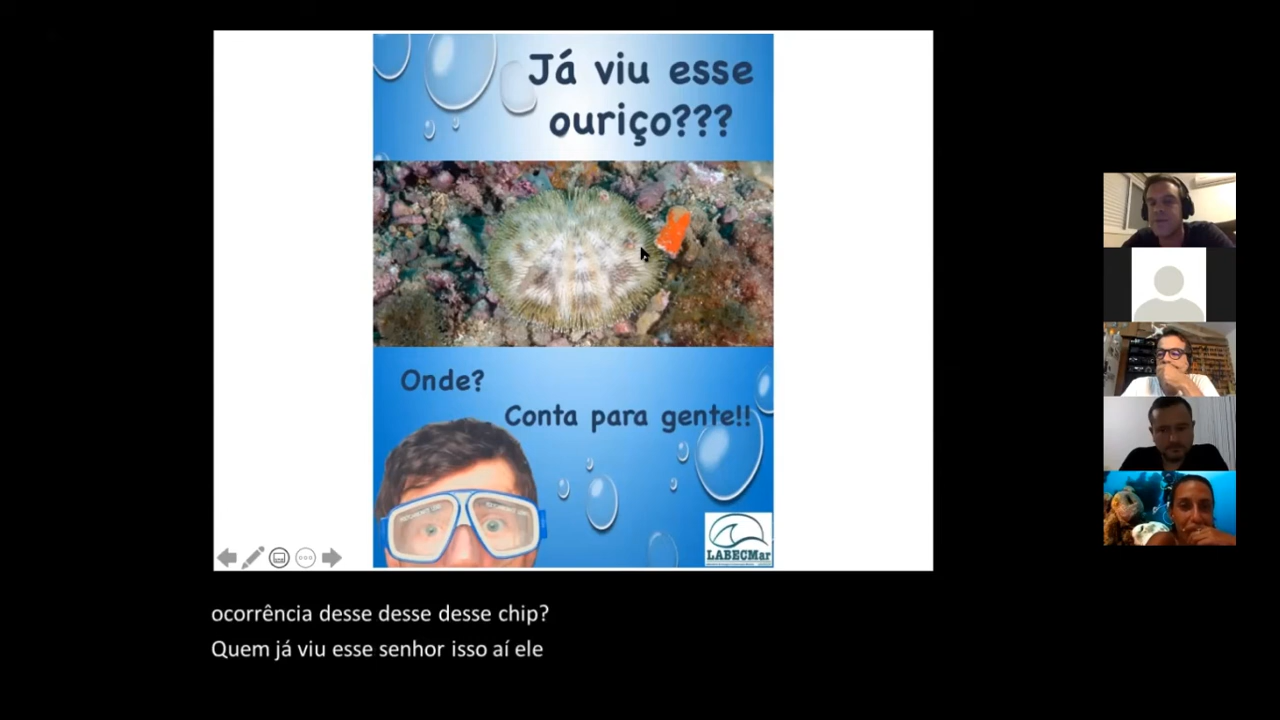 Já viu esse
ouriço???
Onde?
Conta para gente!!
LABECMar
ocorrência desse desse desse chip?
Quem já viu esse senhor isso aí ele